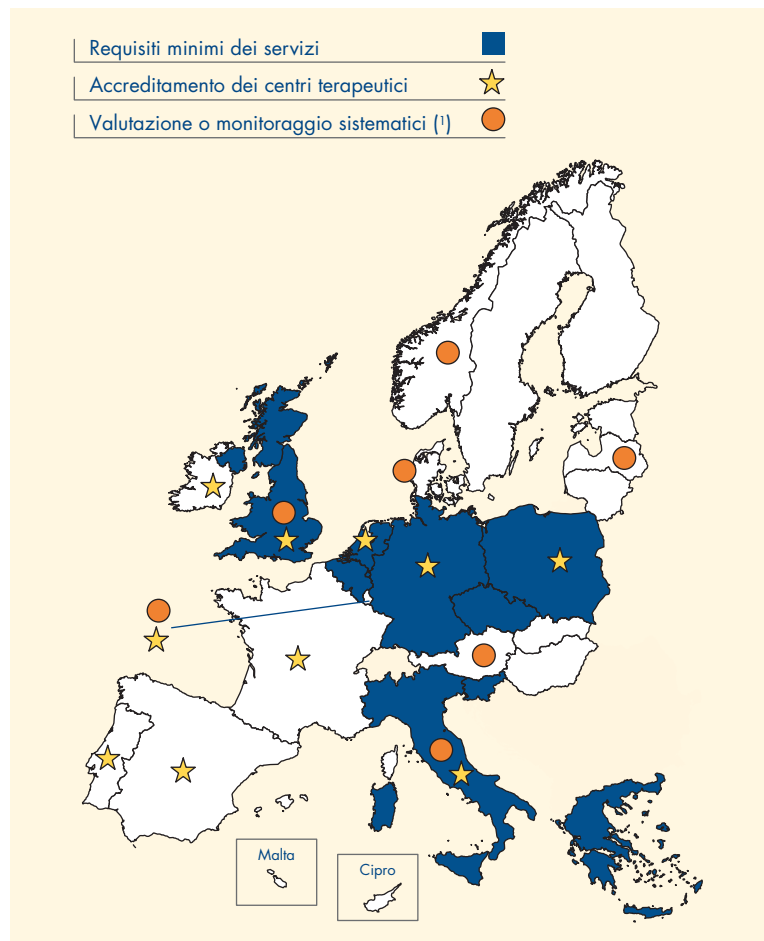 Requisiti minimi dei servizi
Accreditamento dei centri terapeutici
Valutazione o monitoraggio sistematici (¹)
Malta
Cipro